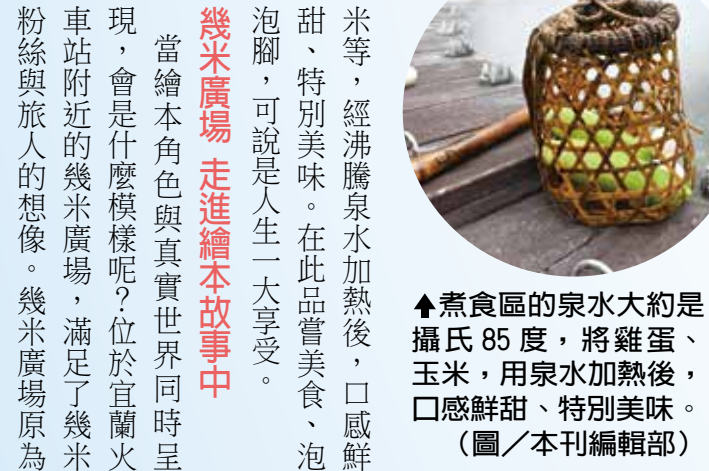 米等，經沸騰泉水加熱後，口感鮮
甜、特別美味。在此品嘗美食、泡
泡腳，可說是人生一大享受。
幾米廣場 走進繪本故事中
當繪本角色與真實世界同時呈
現，會是什麼模樣呢？位於宜蘭火
車站附近的幾米廣場，滿足了幾米
粉絲與旅人的想像。幾米廣場原為
▲煮食區的泉水大約是
攝氏 85 度，將雞蛋、
玉米，用泉水加熱後，
口感鮮甜、特別美味。
（圖／本刊編輯部）